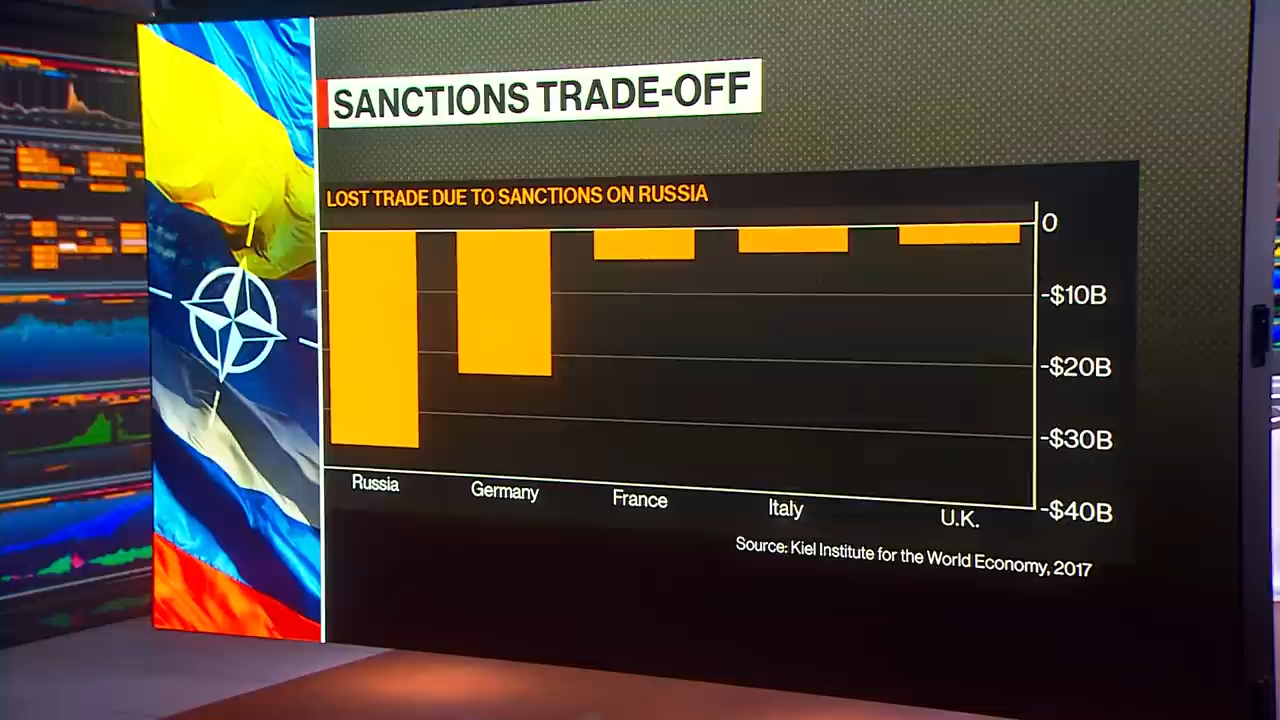 SANCTIONS TRADE-OFF
LOST TRADE DUE TO SANCTIONS ON RUSSIA
0
-$10B
-$20B
-$30B
-$40B
Russia
Germany
France
Italy
U.K.
Source: Kiel Institute for the World Economy, 2017